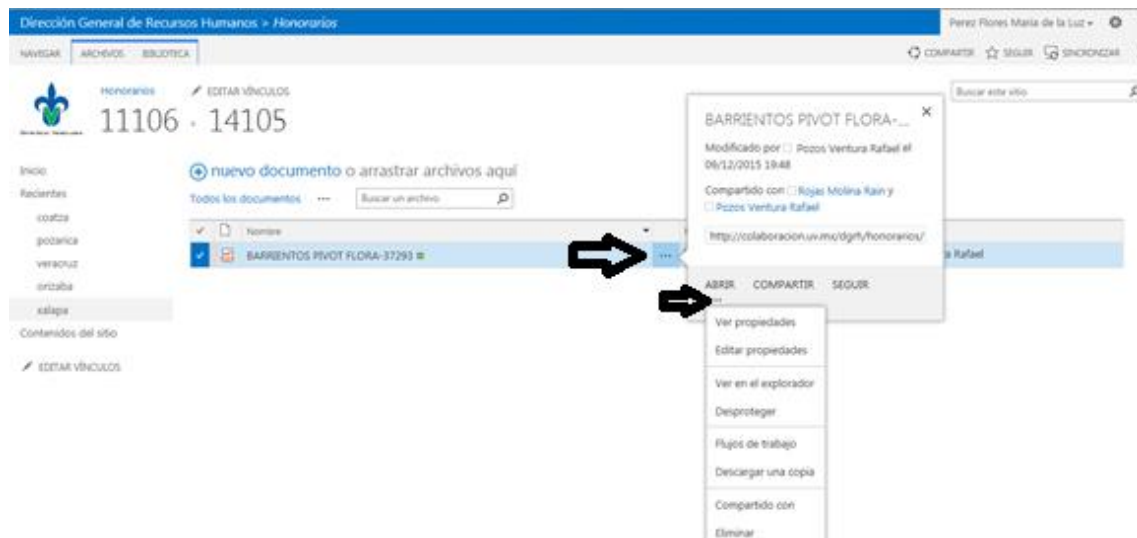 Dirección General de Recursos Humanos > Honorarios
Perez Flores Maria de la Luz
NAVEGAR ARCHIVOS BIBLIOTECA
COMPARTIR SEGUIR SINCRONIZAR
Honorarios EDITAR VÍNCULOS
11106 - 14105
Buscar este sitio
Inicio
Recientes
coatza
pozarica
veracruz
orizaba
xalapa
Contenidos del sitio
EDITAR VÍNCULOS
nuevo documento o arrastrar archivos aquí
Todos los documentos ... Buscar un archivo
Nombre
BARRIENTOS PIVOT FLORA-37293 ...
a Rafael
BARRIENTOS PIVOT FLORA-...
Modificado por Pozos Ventura Rafael el
09/12/2015 19:48
Compartido con Rojas Molina Rain y
Pozos Ventura Rafael
http://colaboracion.uv.mx/dgrh/honorarios/
ABRIR COMPARTIR SEGUIR
...
Ver propiedades
Editar propiedades
Ver en el explorador
Desproteger
Flujos de trabajo
Descargar una copia
Compartido con
Eliminar